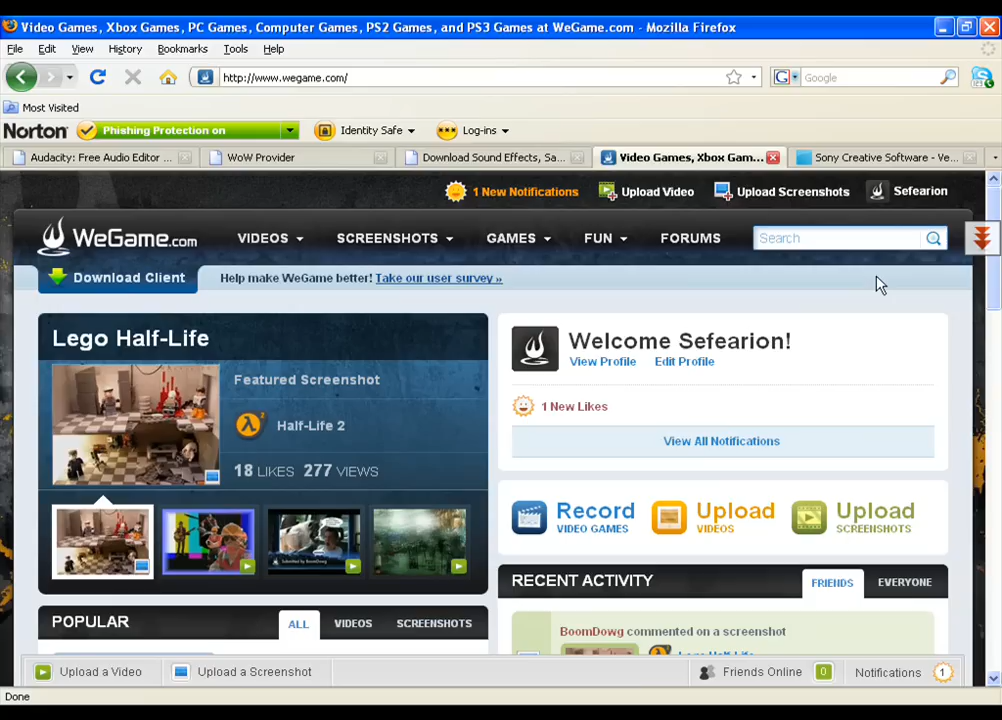 Video Games, Xbox Games, PC Games, Computer Games, PS2 Games, and PS3 Games at WeGame.com - Mozilla Firefox
File Edit View History Bookmarks Tools Help
http://www.wegame.com/
Google
Most Visited
Norton Phishing Protection on Identity Safe Log-ins
Audacity: Free Audio Editor ... WoW Provider Download Sound Effects, Sa... Video Games, Xbox Gam... Sony Creative Software - Ve...
1 New Notifications Upload Video Upload Screenshots Sefearion
WeGame.com VIDEOS SCREENSHOTS GAMES FUN FORUMS Search
Download Client Help make WeGame better! Take our user survey »
Lego Half-Life
Featured Screenshot
Half-Life 2
18 LIKES 277 VIEWS
Welcome Sefearion!
View Profile Edit Profile
1 New Likes
View All Notifications
Record VIDEO GAMES
Upload VIDEOS
Upload SCREENSHOTS
POPULAR ALL VIDEOS SCREENSHOTS
RECENT ACTIVITY FRIENDS EVERYONE
BoomDowg commented on a screenshot
Upload a Video Upload a Screenshot Friends Online 0 Notifications 1
Done